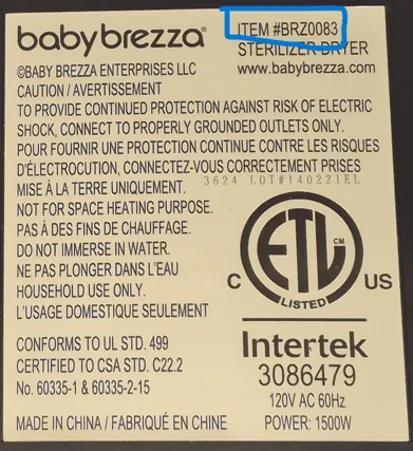 babybrezza®
ITEM #BRZ0083
STERILIZER DRYER
©BABY BREZZA ENTERPRISES LLC
www.babybrezza.com
CAUTION / AVERTISSEMENT
TO PROVIDE CONTINUED PROTECTION AGAINST RISK OF ELECTRIC
SHOCK, CONNECT TO PROPERLY GROUNDED OUTLETS ONLY.
POUR FOURNIR UNE PROTECTION CONTINUE CONTRE LES RISQUES
D'ÉLECTROCUTION, CONNECTEZ-VOUS CORRECTEMENT PRISES
3624 LOT#140221EL
MISE À LA TERRE UNIQUEMENT.
NOT FOR SPACE HEATING PURPOSE.
PAS À DES FINS DE CHAUFFAGE.
DO NOT IMMERSE IN WATER.
NE PAS PLONGER DANS L'EAU
HOUSEHOLD USE ONLY.
L'USAGE DOMESTIQUE SEULEMENT
CONFORMS TO UL STD. 499
CERTIFIED TO CSA STD. C22.2
No. 60335-1 & 60335-2-15
MADE IN CHINA / FABRIQUÉ EN CHINE
ETL CM
LISTED
C US
Intertek
3086479
120V AC 60Hz
POWER: 1500W